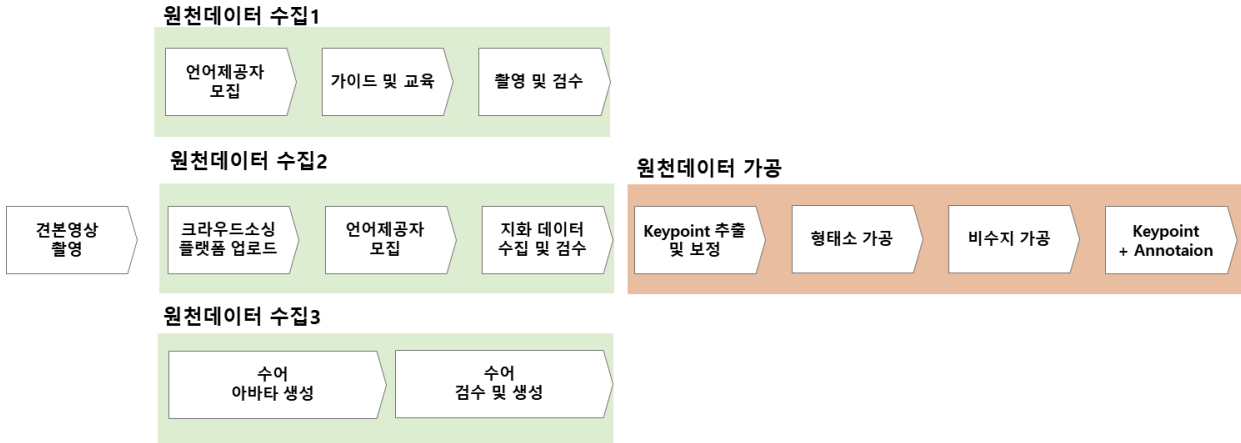 원천데이터 수집1
언어제공자
모집
가이드 및 교육
촬영 및 검수
원천데이터 수집2
원천데이터 가공
견본영상
촬영
크라우드소싱
플랫폼 업로드
언어제공자
모집
지화 데이터
수집 및 검수
Keypoint 추출
및 보정
형태소 가공
비수지 가공
Keypoint
+ Annotaion
원천데이터 수집3
수어
아바타 생성
수어
검수 및 생성